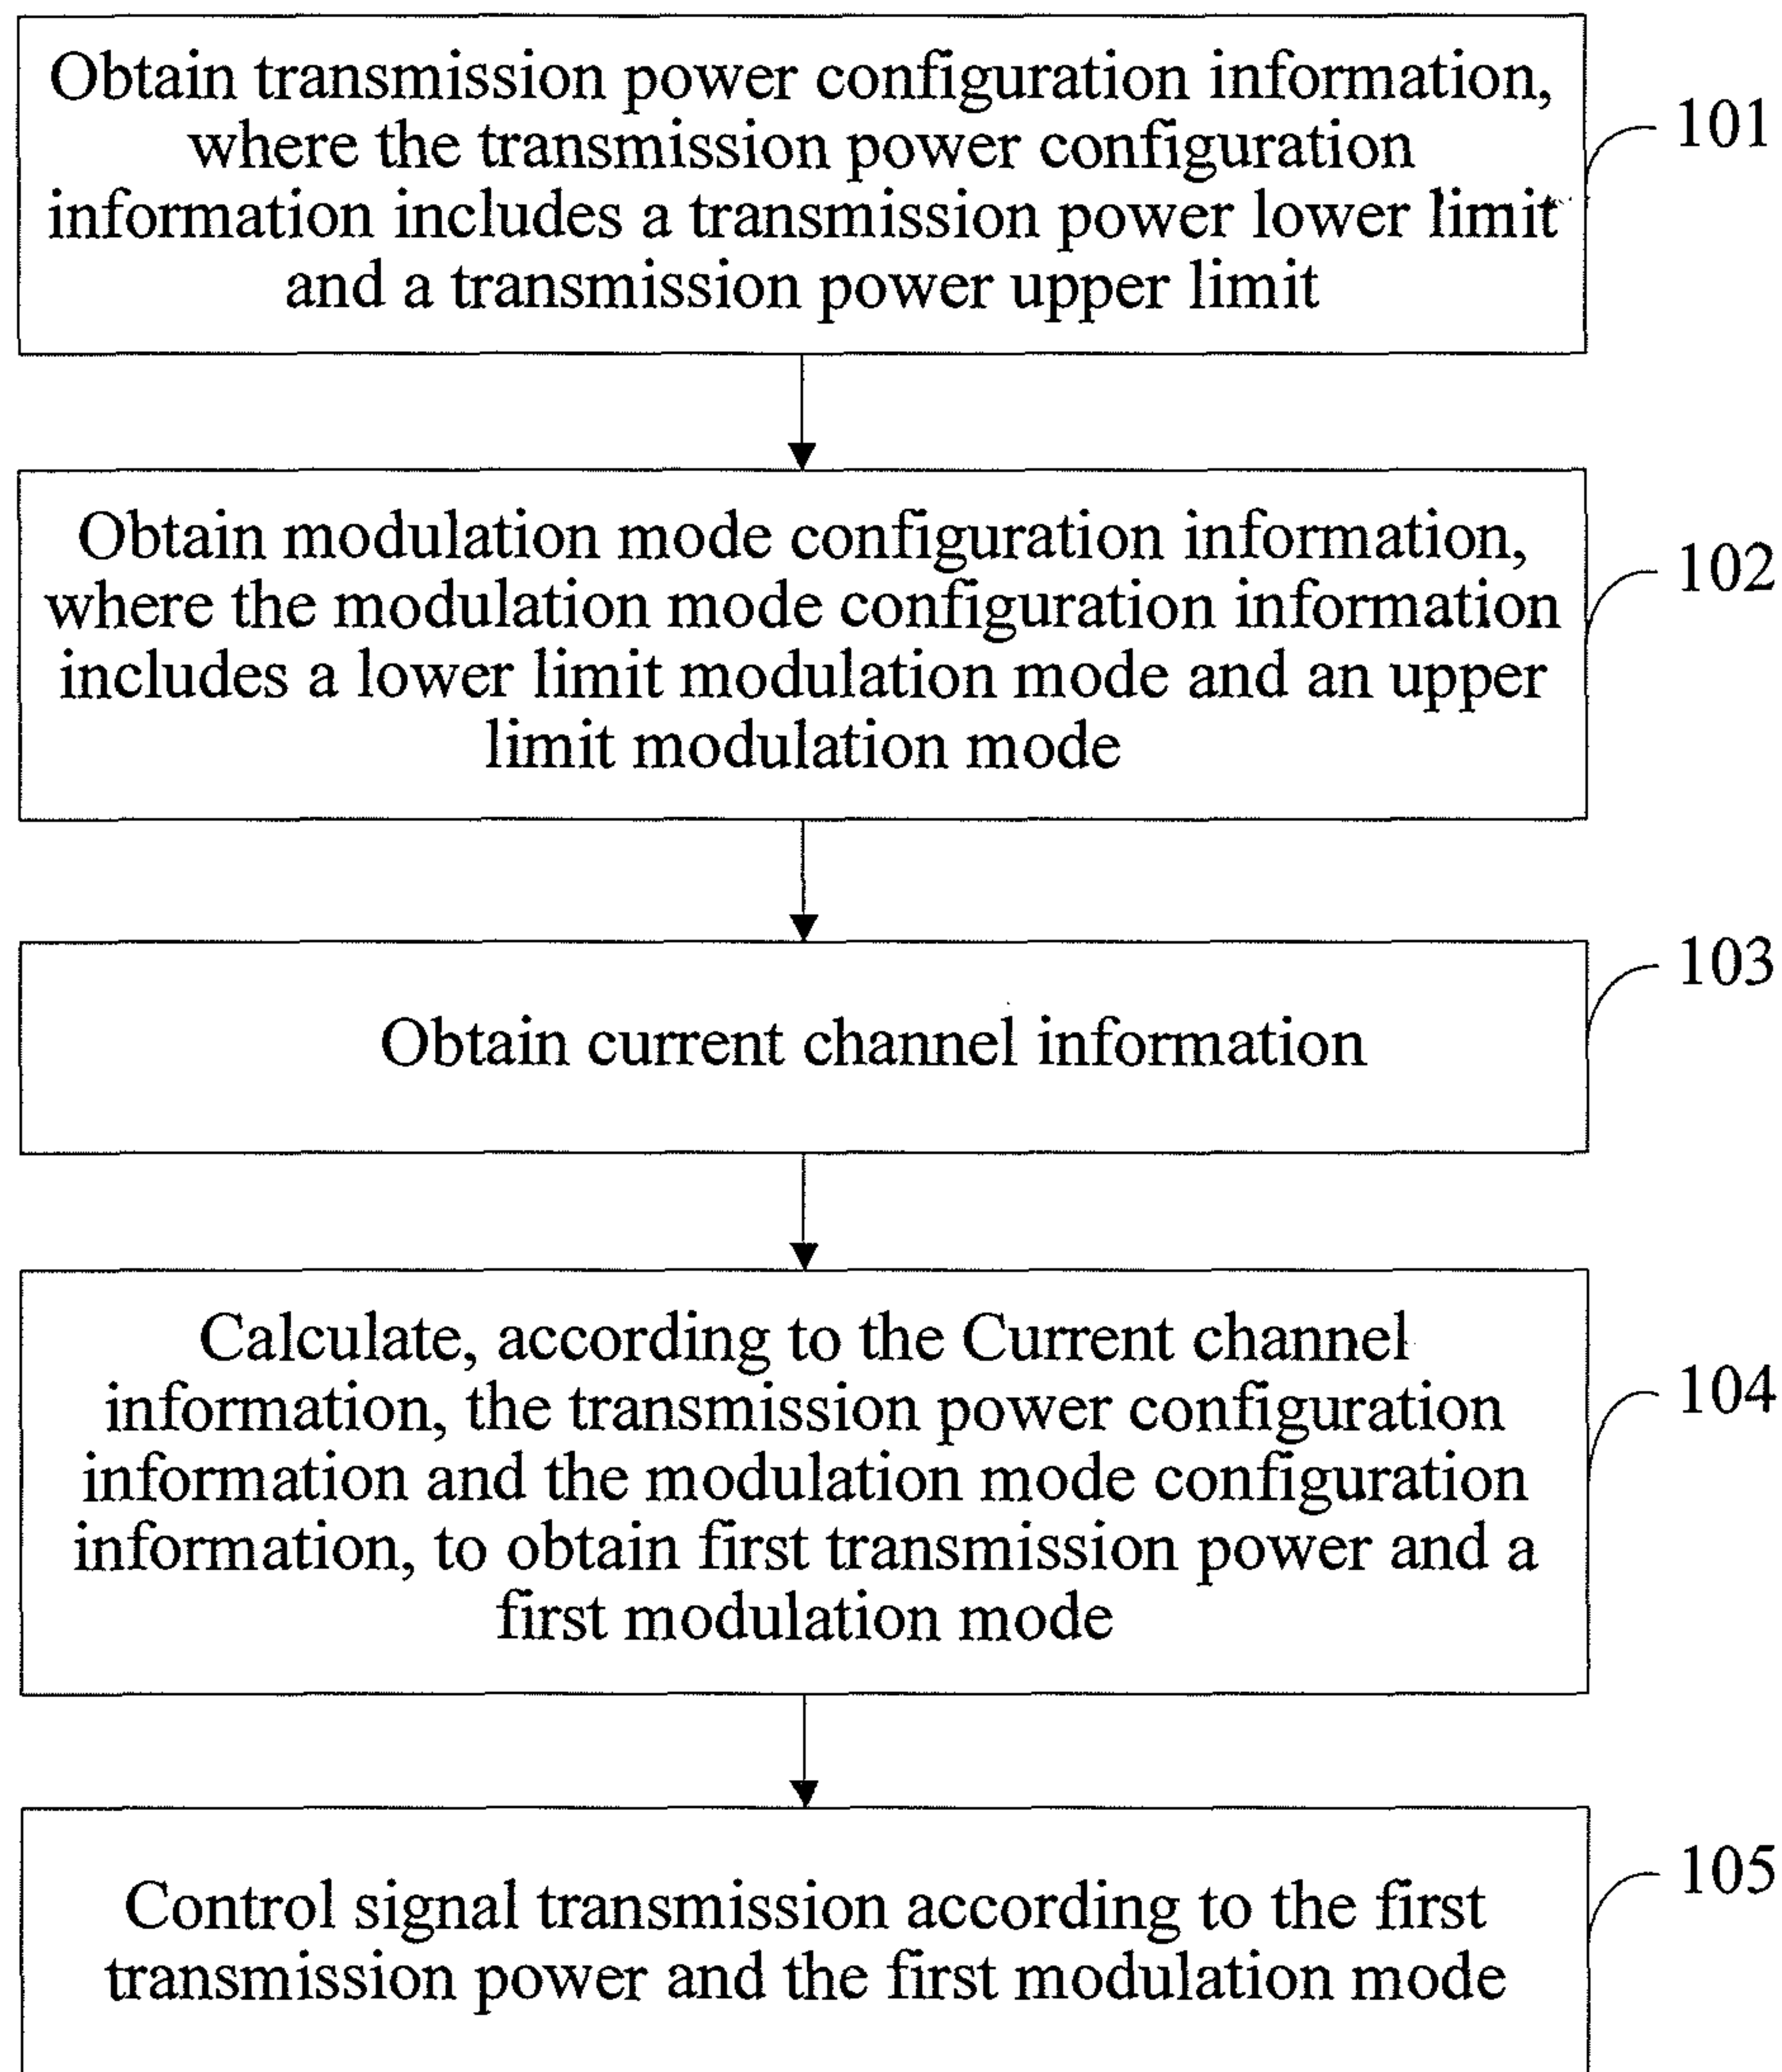 Obtain transmission power configuration information,
where the transmission power configuration
information includes a transmission power lower limit
and a transmission power upper limit
101
Obtain modulation mode configuration information,
where the modulation mode configuration information
includes a lower limit modulation mode and an upper
limit modulation mode
102
Obtain current channel information
103
Calculate, according to the Current channel
information, the transmission power configuration
information and the modulation mode configuration
information, to obtain first transmission power and a
first modulation mode
104
Control signal transmission according to the first
transmission power and the first modulation mode
105